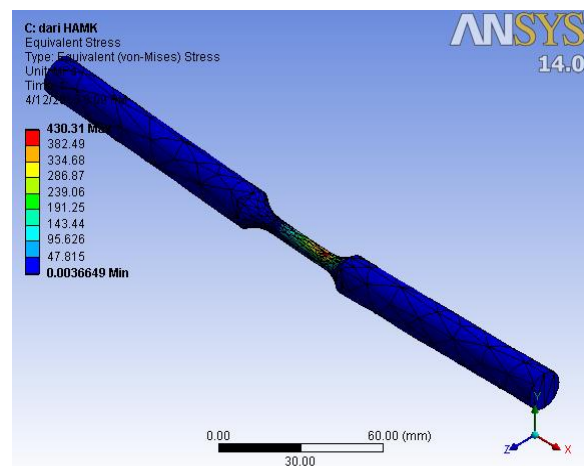 C: dari HAMK
Equivalent Stress
Type: Equivalent (von-Mises) Stress
4/12/
430.31
382.49
334.68
286.87
239.06
191.25
143.44
95.626
47.815
0.0036649 Min
ANSYS
14.0
0.00 60.00 (mm)
30.00
Y
Z X